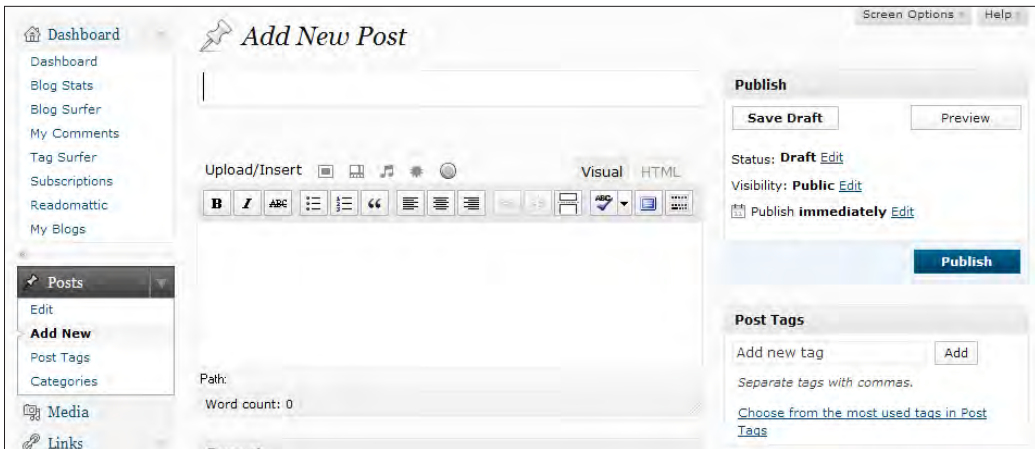 Screen Options Help
Dashboard
Dashboard
Blog Stats
Blog Surfer
My Comments
Tag Surfer
Subscriptions
Readomattic
My Blogs
Posts
Edit
Add New
Post Tags
Categories
Media
Links
Add New Post
Upload/Insert Visual HTML
B I ABC ABC
Path:
Word count: 0
Publish
Save Draft Preview
Status: Draft Edit
Visibility: Public Edit
Publish immediately Edit
Publish
Post Tags
Add new tag Add
Separate tags with commas.
Choose from the most used tags in Post
Tags